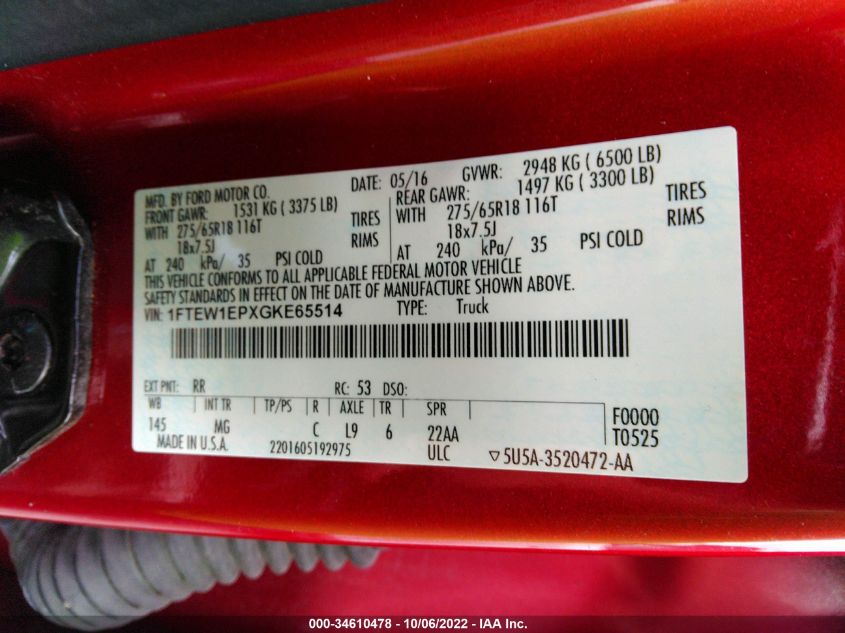 MFD. BY FORD MOTOR CO.
DATE: 05/16 GVWR: 2948 KG ( 6500 LB)
FRONT GAWR: 1531 KG ( 3375 LB)
REAR GAWR: 1497 KG ( 3300 LB)
WITH 275/65R18 116T TIRES
WITH 275/65R18 116T TIRES
18x7.5J RIMS
18x7.5J RIMS
AT 240 kPa/ 35 PSI COLD
AT 240 kPa/ 35 PSI COLD
THIS VEHICLE CONFORMS TO ALL APPLICABLE FEDERAL MOTOR VEHICLE
SAFETY STANDARDS IN EFFECT ON THE DATE OF MANUFACTURE SHOWN ABOVE.
VIN: 1FTEW1EPXGKE65514 TYPE: Truck
EXT PNT: RR RC: 53 DSO:
WB INT TR TP/PS R AXLE TR SPR
145 MG C L9 6 22AA
F0000
T0525
MADE IN U.S.A. 2201605192975 ULC ▽5U5A-3520472-AA
000-34610478 - 10/06/2022 - IAA Inc.